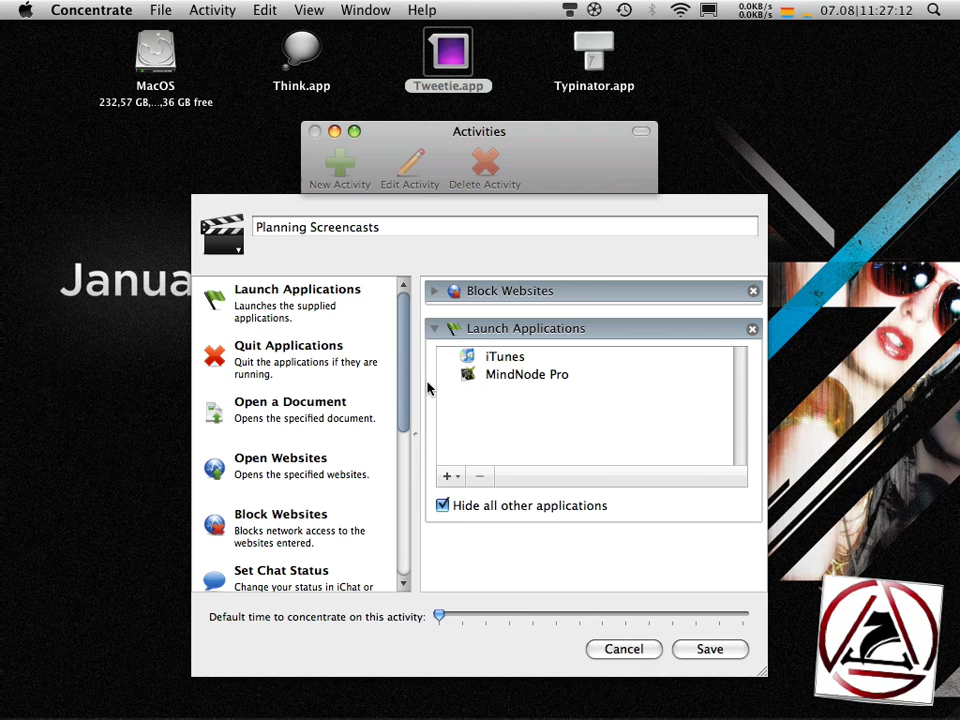 Concentrate File Activity Edit View Window Help 0.0KB/s 0.0KB/s 07.08|11:27:12
MacOS
232,57 GB,...,36 GB free
Think.app
Tweetie.app
Typinator.app
Activities
New Activity Edit Activity Delete Activity
Planning Screencasts
Janua
Launch Applications
Launches the supplied
applications.
Quit Applications
Quit the applications if they are
running.
Open a Document
Opens the specified document.
Open Websites
Opens the specified websites.
Block Websites
Blocks network access to the
websites entered.
Set Chat Status
Change your status in iChat or
Block Websites
Launch Applications
iTunes
MindNode Pro
Hide all other applications
Default time to concentrate on this activity:
Cancel Save